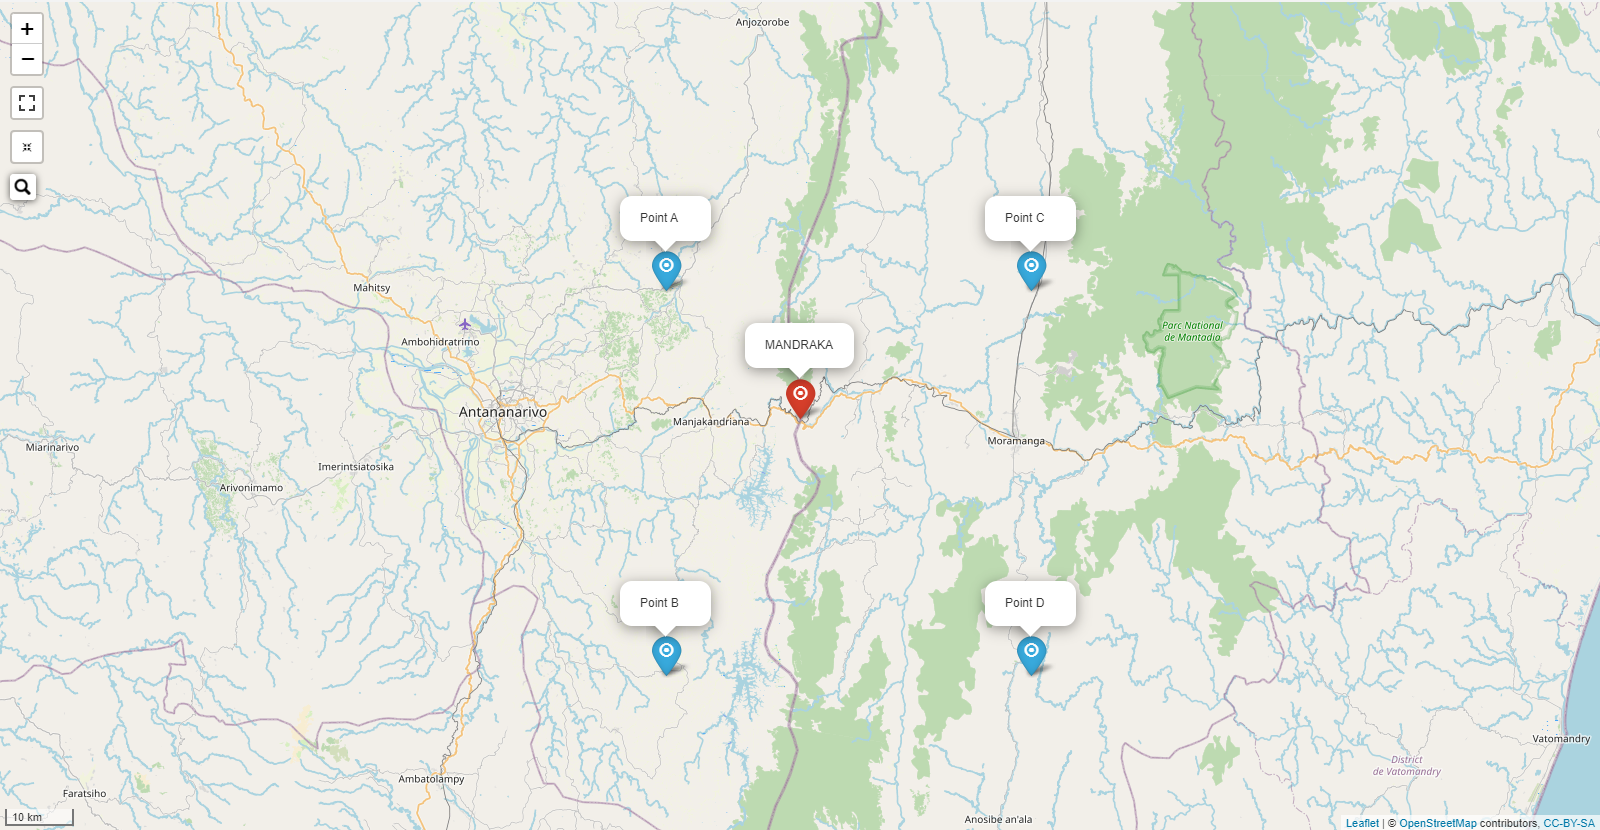 Anjozorobe
+
−
Point A
Point C
Mahitsy
Ambohidratrimo
Parc National
de Mantadia
MANDRAKA
Antananarivo
Manjakandriana
Moramanga
Miarinarivo
Imerintsiatosika
Arivonimamo
Point B
Point D
Vatomandry
District
de Vatomandry
Ambatolampy
Faratsiho
10 km
Anosibe an'ala
Leaflet | © OpenStreetMap contributors, CC-BY-SA